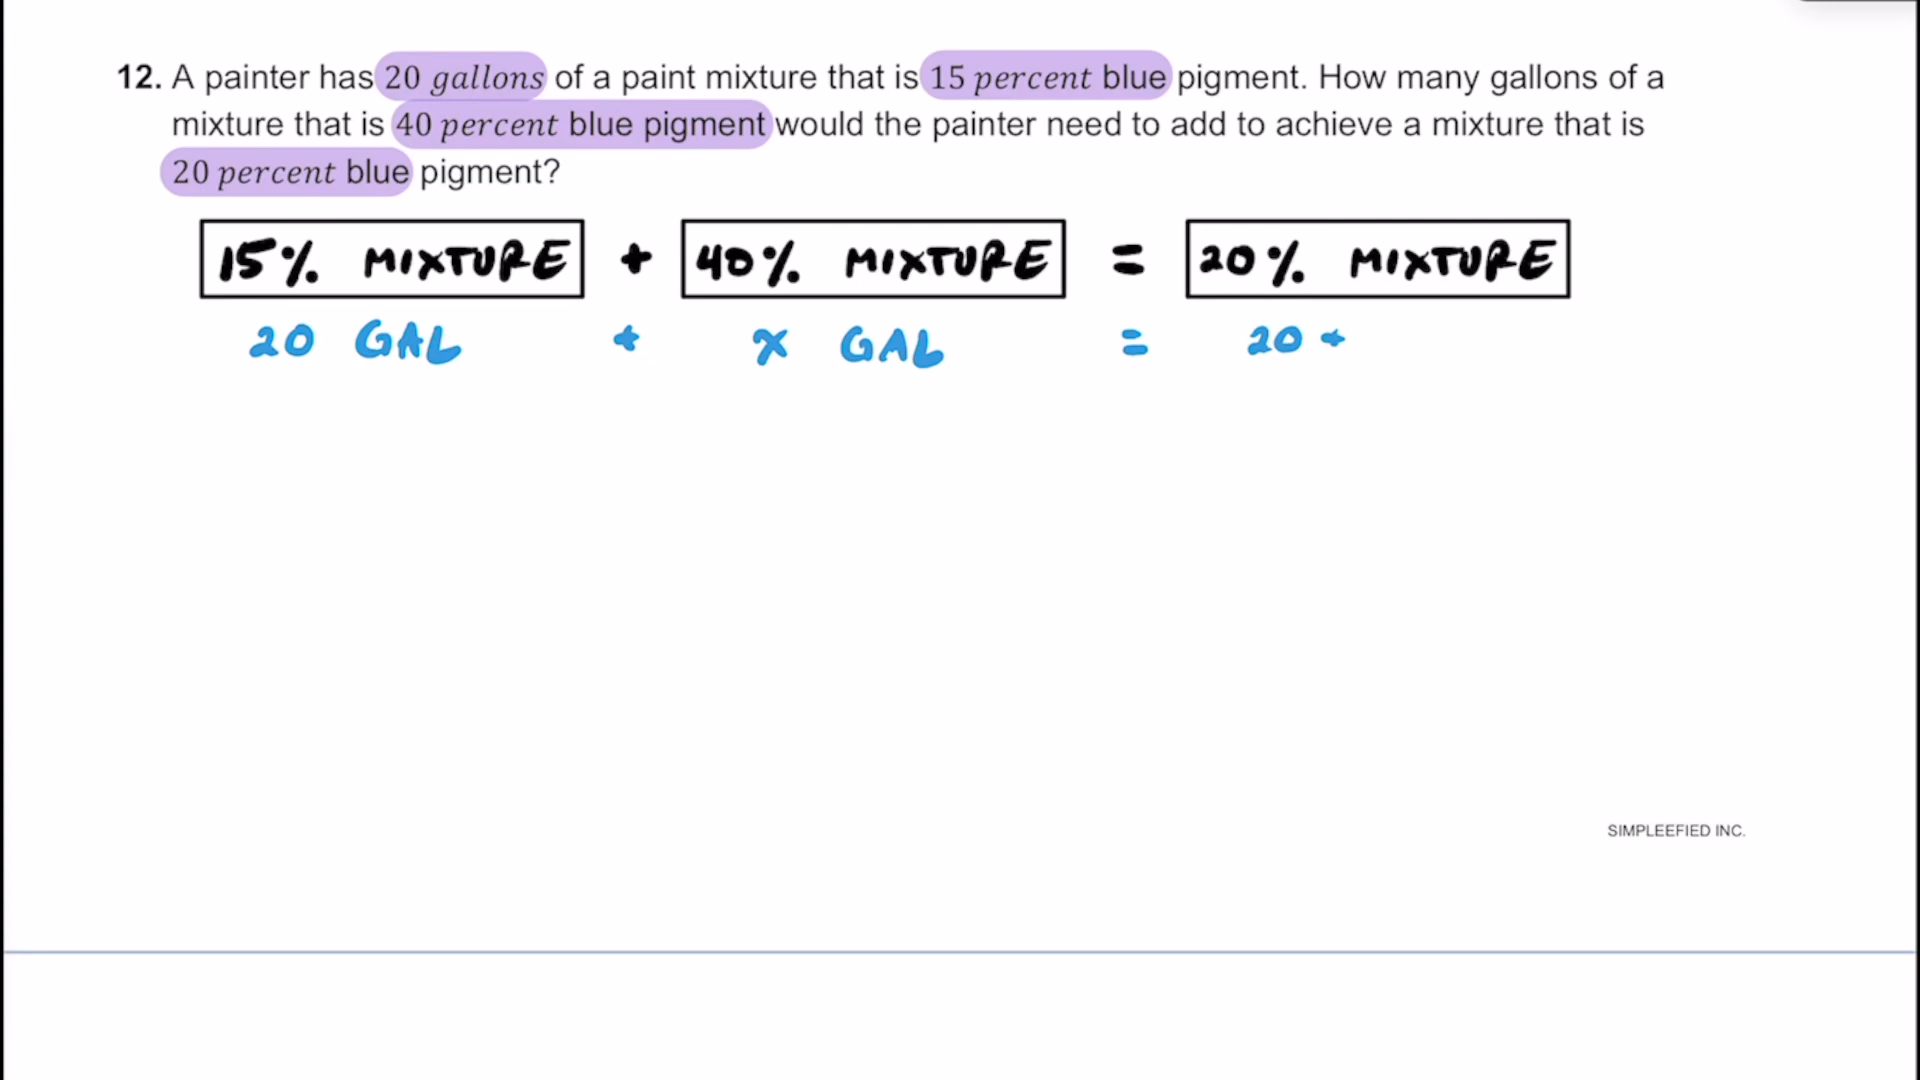 12. A painter has 20 gallons of a paint mixture that is 15 percent blue pigment. How many gallons of a
mixture that is 40 percent blue pigment would the painter need to add to achieve a mixture that is
20 percent blue pigment?
15% MIXTURE + 40% MIXTURE = 20% MIXTURE
20 GAL + x GAL = 20 +
SIMPLEEFIED INC.